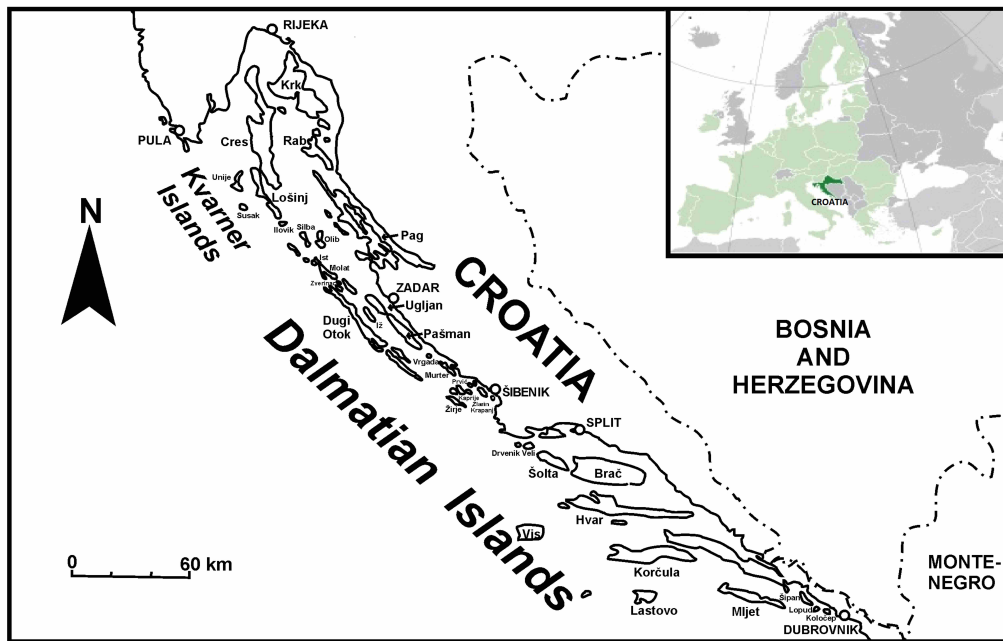 RIJEKA
Krk
PULA
Cres
Rab
Unije
Lošinj
Susak
Kvarner
Islands
N
Ilovik
Silba
Olib
Pag
Ist
Molat
Zverinac
ZADAR
Ugljan
Dugi
Otok
Iž
Pašman
CROATIA
Dalmatian Islands
Vrgada
Murter
Prvić
ŠIBENIK
Kaprije
Zlarin
Krapanj
Žirje
SPLIT
Drvenik Veli
Šolta
Brač
Hvar
Vis
Korčula
Lastovo
Mljet
Šipan
Lopud
Koločep
DUBROVNIK
BOSNIA
AND
HERZEGOVINA
MONTE-
NEGRO
0 60 km
CROATIA